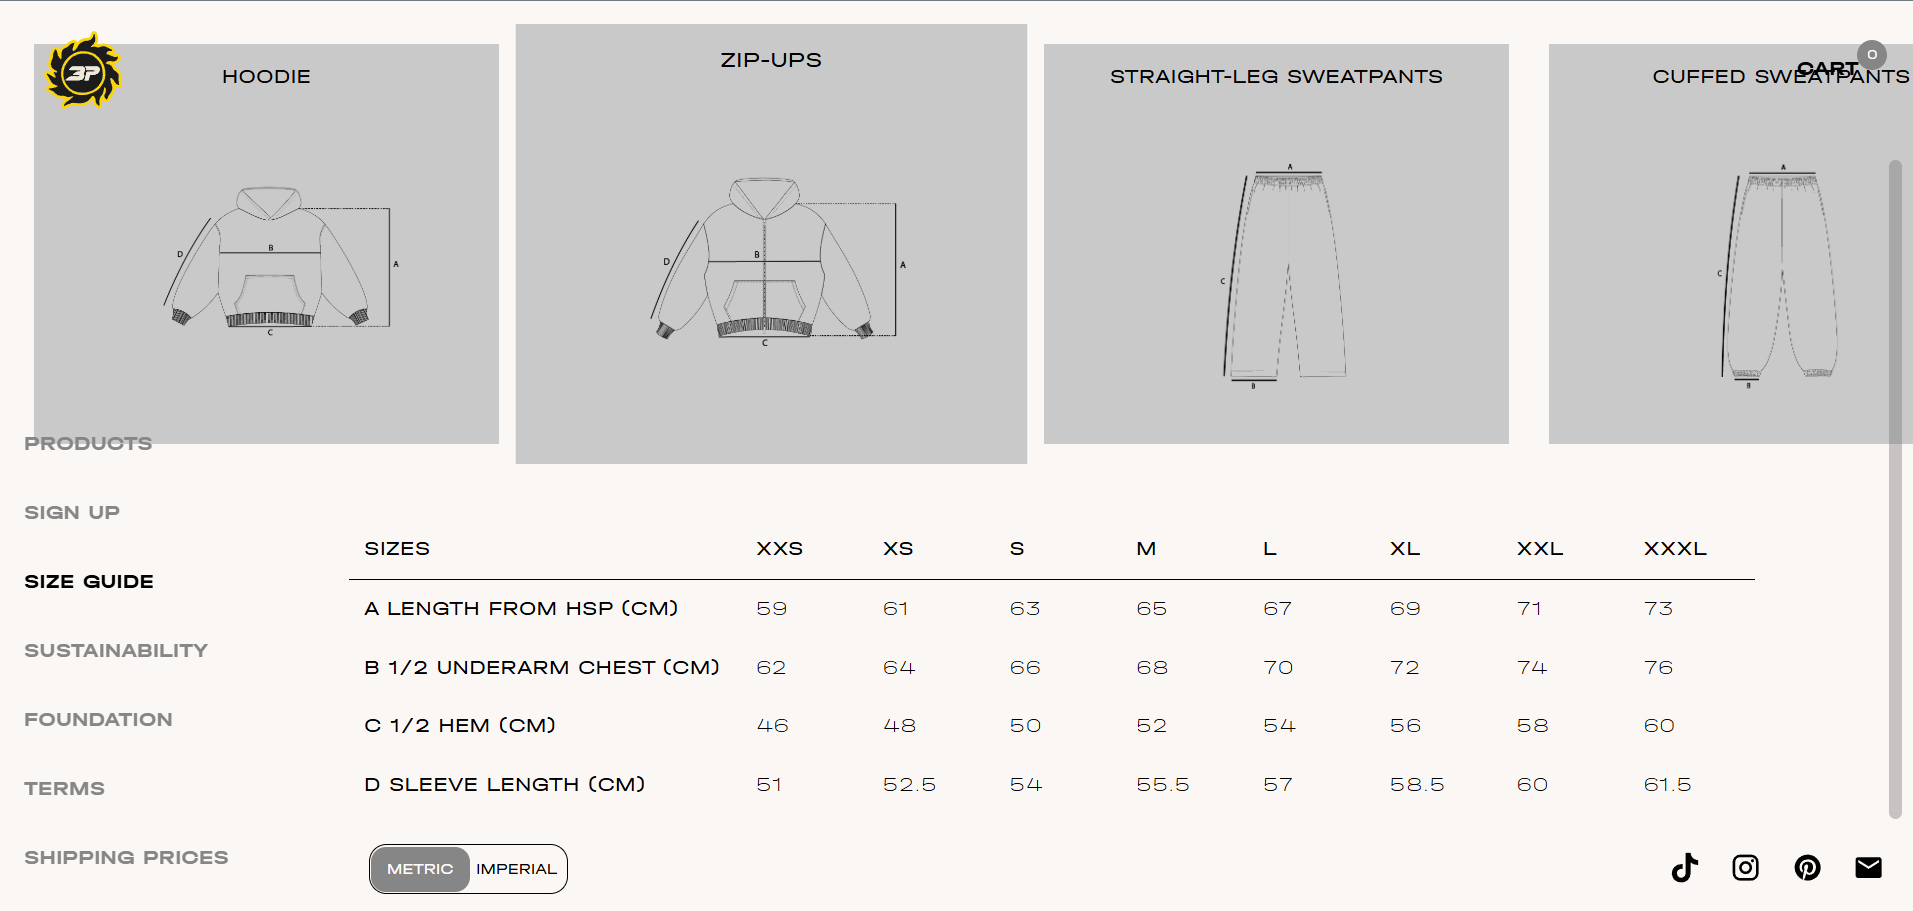 3P
HOODIE
ZIP-UPS
STRAIGHT-LEG SWEATPANTS
CUFFED SWEATPANTS
CART
0
D
B
A
C
D
B
A
C
A
C
B
A
C
B
PRODUCTS
SIGN UP
SIZE GUIDE
SUSTAINABILITY
FOUNDATION
TERMS
SHIPPING PRICES
SIZES XXS XS S M L XL XXL XXXL
A LENGTH FROM HSP (CM) 59 61 63 65 67 69 71 73
B 1/2 UNDERARM CHEST (CM) 62 64 66 68 70 72 74 76
C 1/2 HEM (CM) 46 48 50 52 54 56 58 60
D SLEEVE LENGTH (CM) 51 52.5 54 55.5 57 58.5 60 61.5
METRIC IMPERIAL